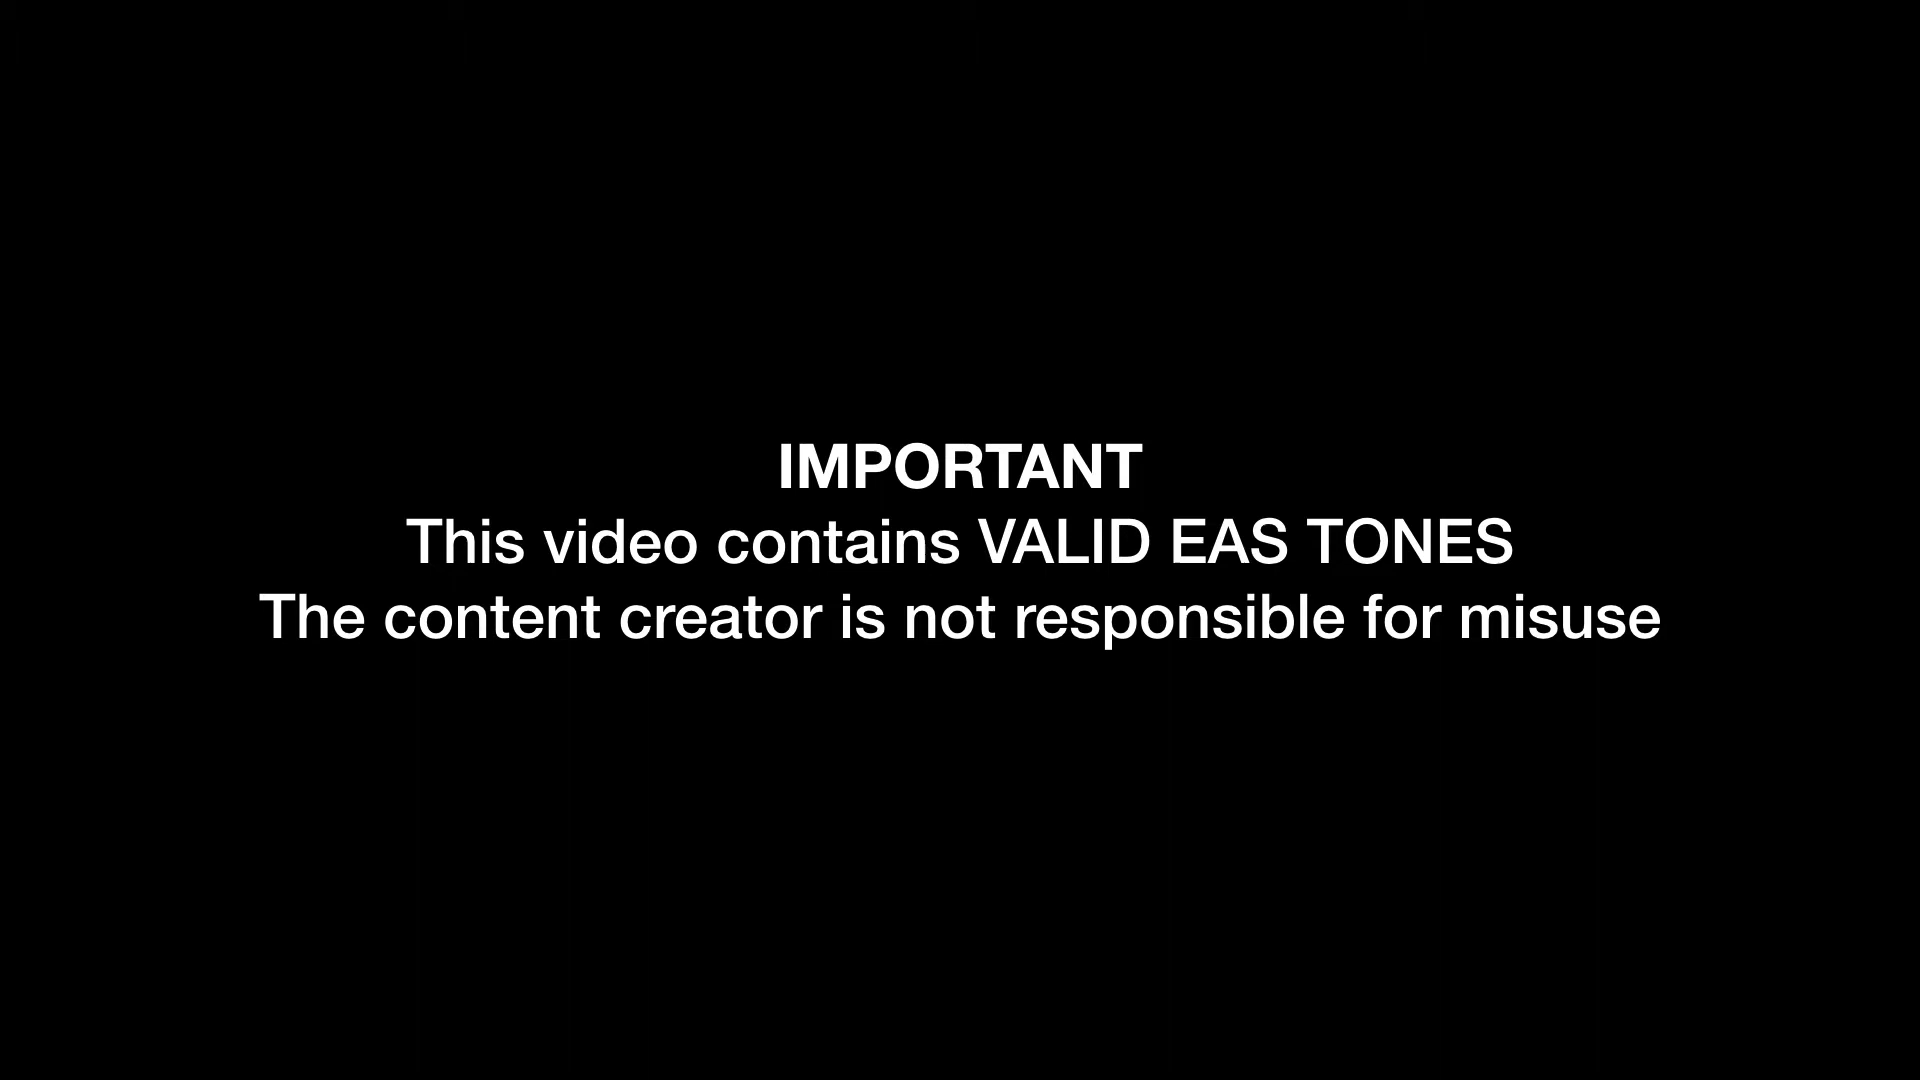 IMPORTANT
This video contains VALID EAS TONES
The content creator is not responsible for misuse